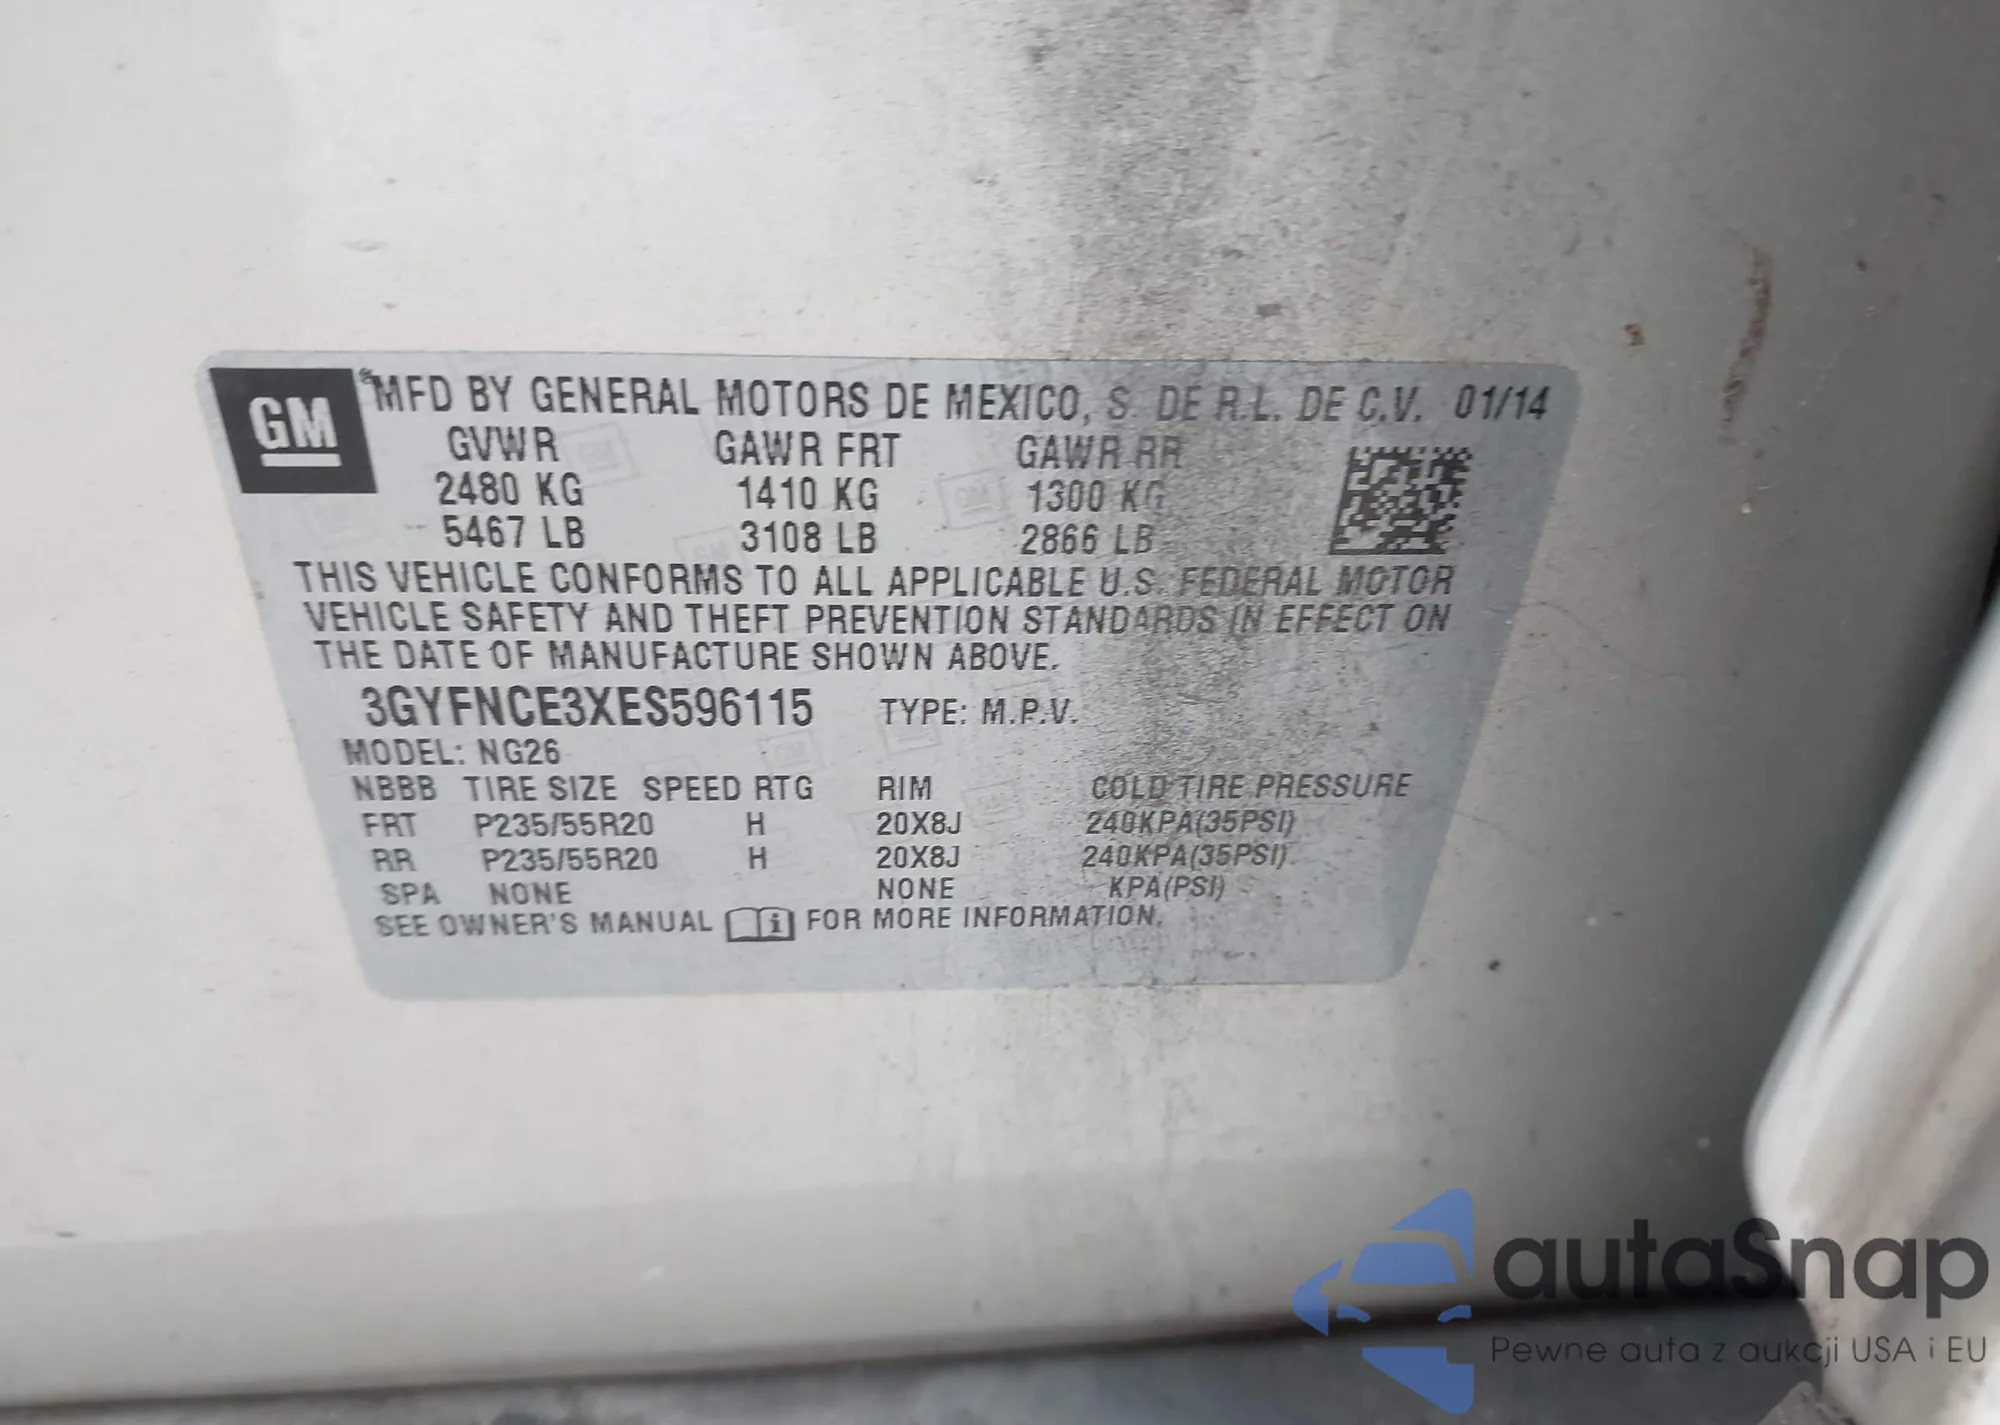 GM
MFD BY GENERAL MOTORS DE MEXICO, S. DE R.L. DE C.V. 01/14
GVWR GAWR FRT GAWR RR
2480 KG 1410 KG 1300 KG
5467 LB 3108 LB 2866 LB
THIS VEHICLE CONFORMS TO ALL APPLICABLE U.S. FEDERAL MOTOR
VEHICLE SAFETY AND THEFT PREVENTION STANDARDS IN EFFECT ON
THE DATE OF MANUFACTURE SHOWN ABOVE.
3GYFNCE3XES596115 TYPE: M.P.V.
MODEL: NG26
NBBB TIRE SIZE SPEED RTG RIM COLD TIRE PRESSURE
FRT P235/55R20 H 20X8J 240KPA(35PSI)
RR P235/55R20 H 20X8J 240KPA(35PSI)
SPA NONE NONE KPA(PSI)
SEE OWNER'S MANUAL i FOR MORE INFORMATION.
autaSnap
Pewne auta z aukcji USA i EU